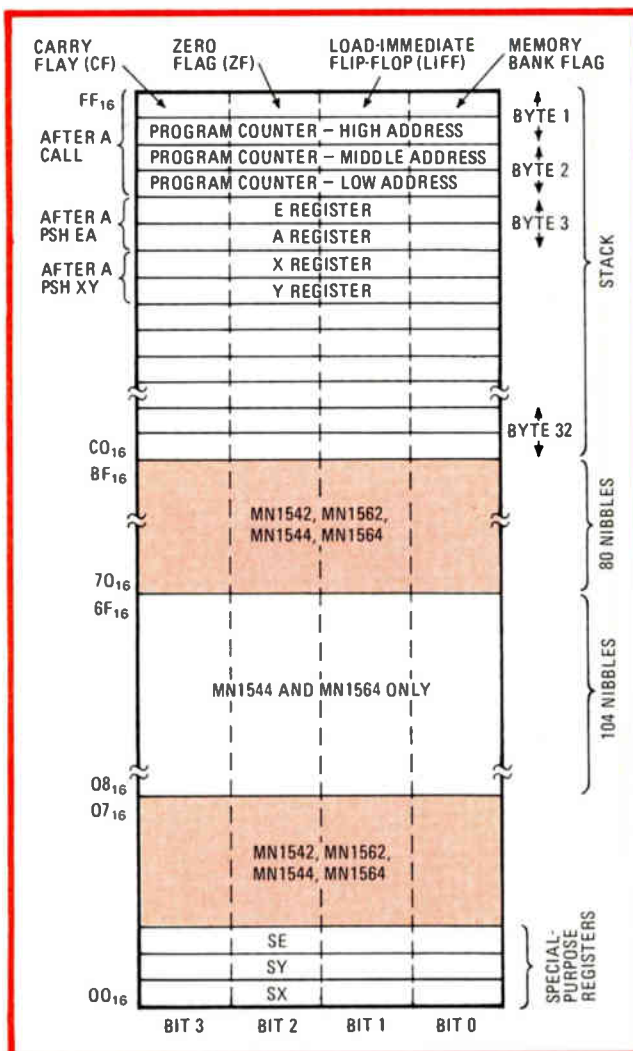 CARRY
FLAY (CF)
ZERO
FLAG (ZF)
LOAD-IMMEDIATE
FLIP-FLOP (LIFF)
MEMORY
BANK FLAG
FF16
BYTE 1
PROGRAM COUNTER – HIGH ADDRESS
AFTER A
CALL
PROGRAM COUNTER – MIDDLE ADDRESS
BYTE 2
PROGRAM COUNTER – LOW ADDRESS
AFTER A
PSH EA
E REGISTER
BYTE 3
A REGISTER
AFTER A
PSH XY
X REGISTER
Y REGISTER
STACK
BYTE 32
C016
BF16
MN1542, MN1562,
MN1544, MN1564
80 NIBBLES
7016
6F16
MN1544 AND MN1564 ONLY
104 NIBBLES
0816
0716
MN1542, MN1562,
MN1544, MN1564
SE
SY
SX
SPECIAL-
PURPOSE
REGISTERS
0016
BIT 3
BIT 2
BIT 1
BIT 0